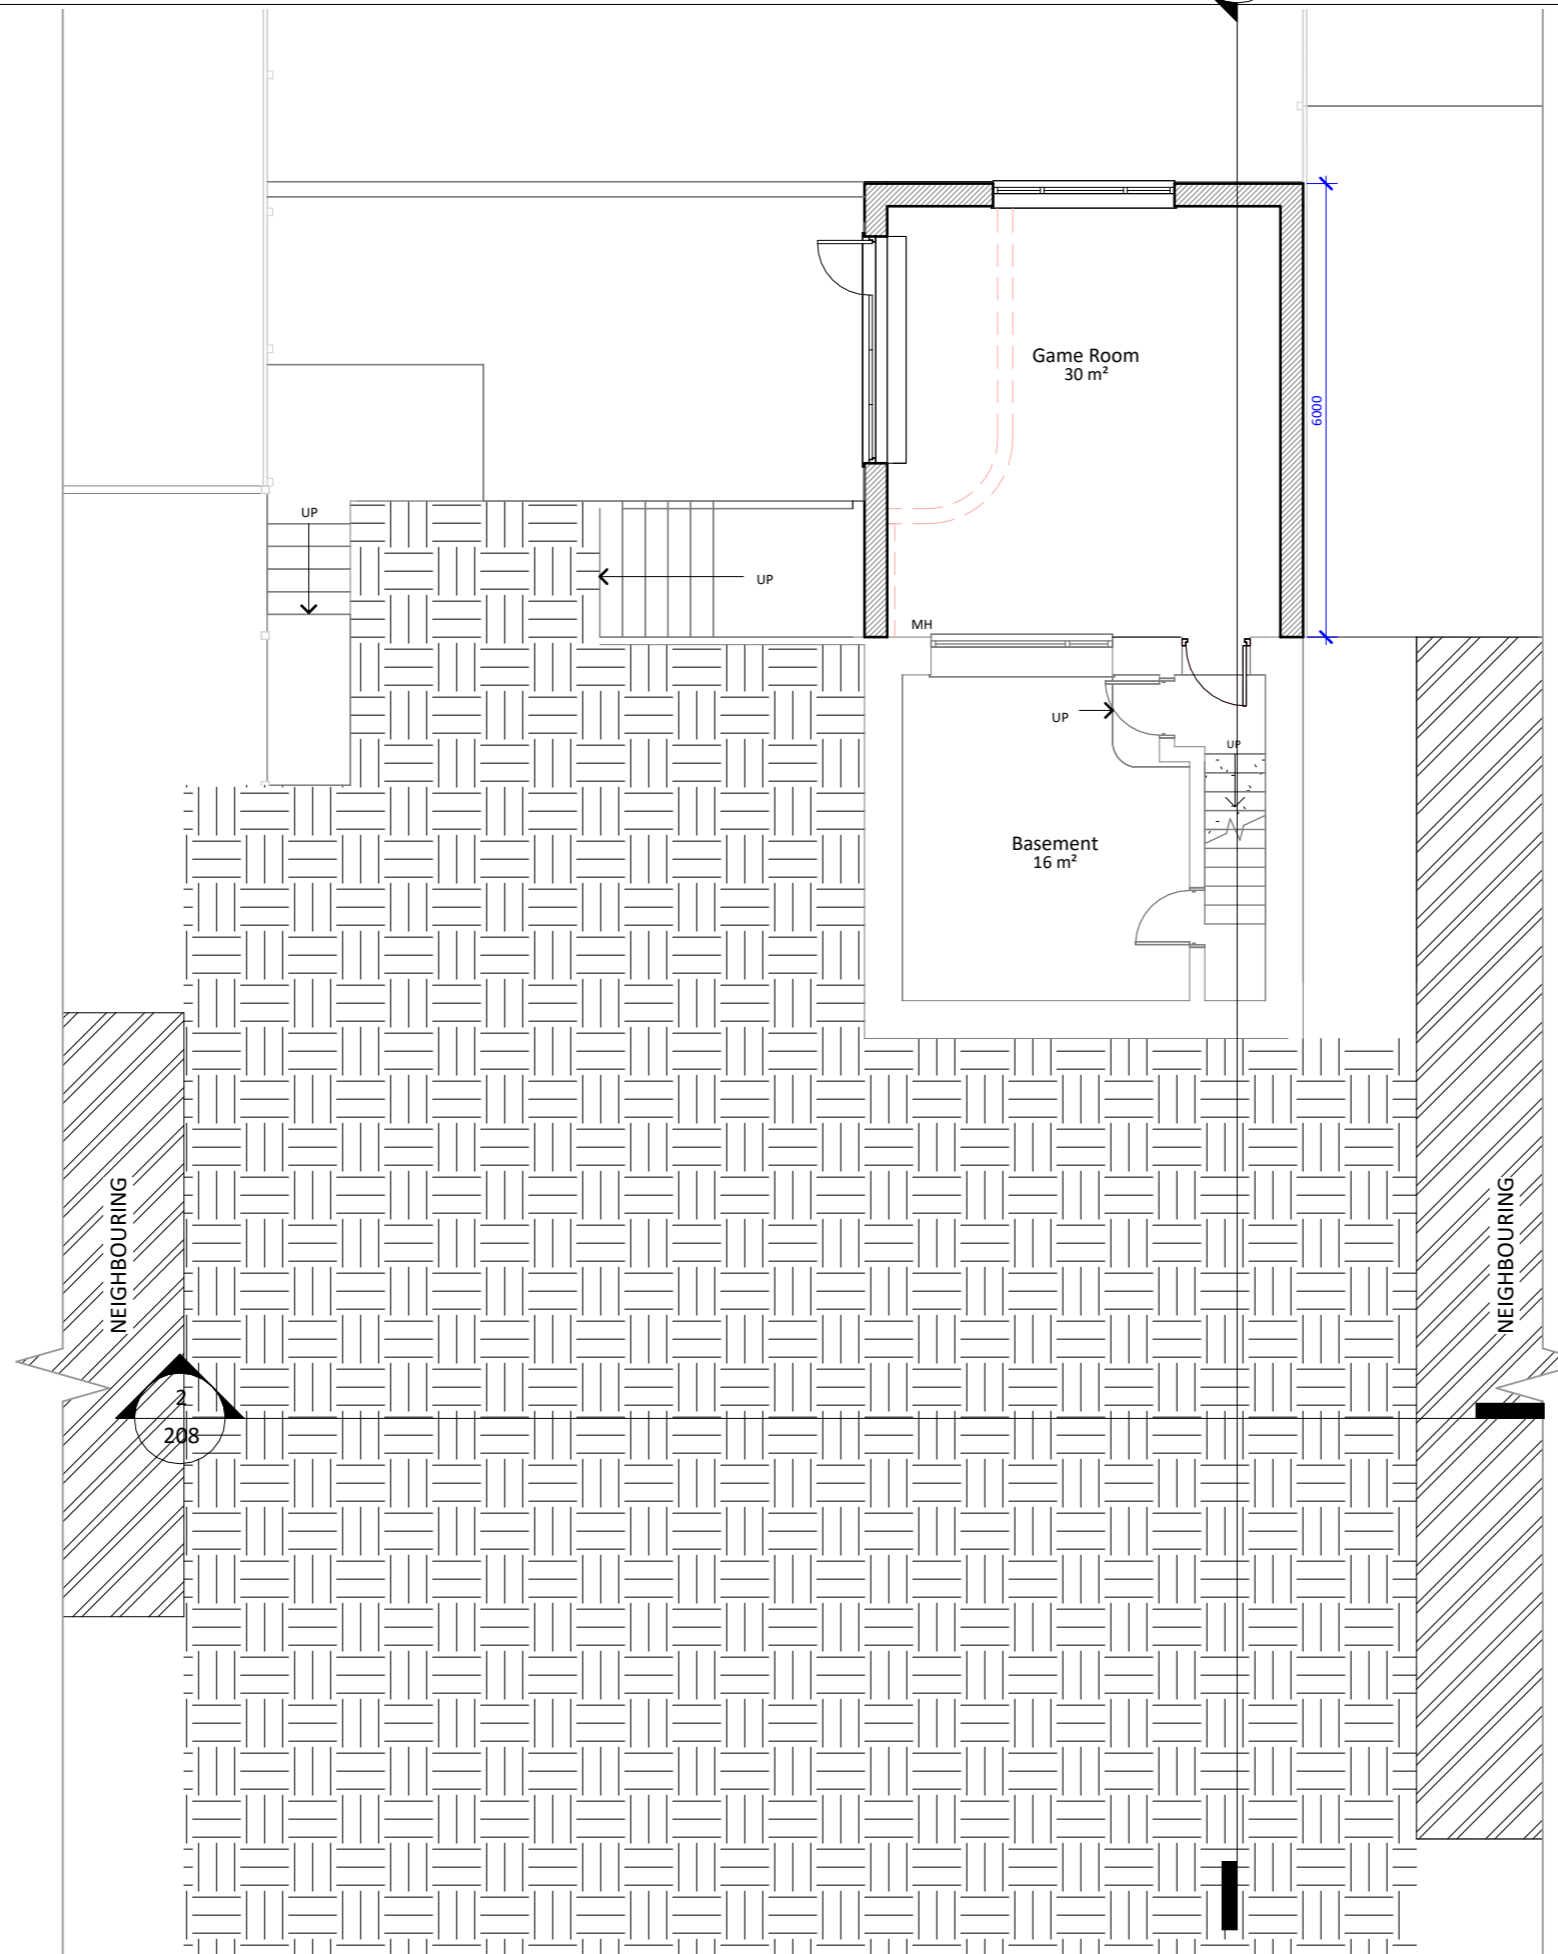 Game Room
30 m²
6000
UP
UP
MH
UP
UP
Basement
16 m²
NEIGHBOURING
NEIGHBOURING
2
208